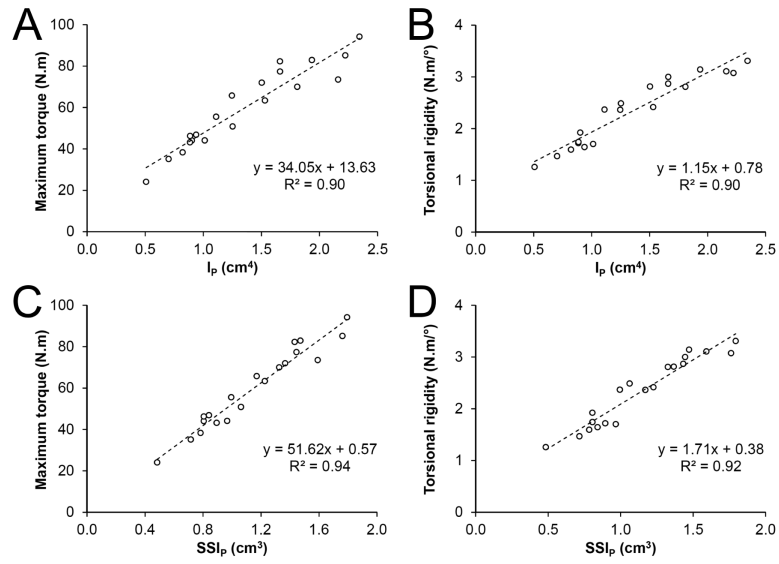 A
Maximum torque (N.m)
100
80
60
40
20
0
y = 34.05x + 13.63
R² = 0.90
0.0 0.5 1.0 1.5 2.0 2.5
I_P (cm⁴)
B
Torsional rigidity (N.m/°)
4
3
2
1
0
y = 1.15x + 0.78
R² = 0.90
0.0 0.5 1.0 1.5 2.0 2.5
I_P (cm⁴)
C
Maximum torque (N.m)
100
80
60
40
20
0
y = 51.62x + 0.57
R² = 0.94
0.0 0.4 0.8 1.2 1.6 2.0
SSI_P (cm³)
D
Torsional rigidity (N.m/°)
4
3
2
1
0
y = 1.71x + 0.38
R² = 0.92
0.0 0.5 1.0 1.5 2.0
SSI_P (cm³)